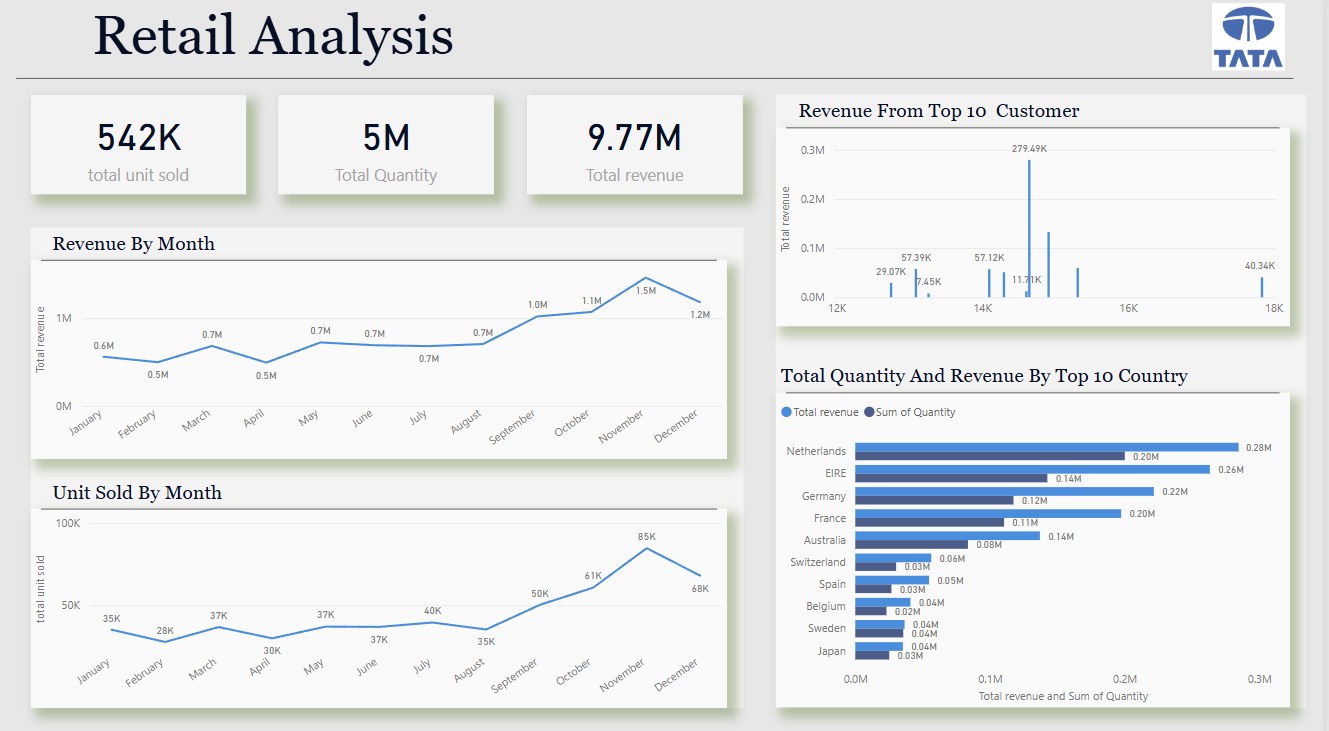 Retail Analysis
TATA
542K
total unit sold
5M
Total Quantity
9.77M
Total revenue
Revenue By Month
Total revenue
1M
0M
0.6M
0.5M
0.7M
0.5M
0.7M
0.7M
0.7M
0.7M
1.0M
1.1M
1.5M
1.2M
January
February
March
April
May
June
July
August
September
October
November
December
Unit Sold By Month
total unit sold
100K
50K
35K
28K
37K
30K
37K
37K
40K
35K
50K
61K
85K
68K
January
February
March
April
May
June
July
August
September
October
November
December
Revenue From Top 10  Customer
Total revenue
0.3M
0.2M
0.1M
0.0M
29.07K
57.39K
7.45K
57.12K
11.71K
279.49K
40.34K
12K
14K
16K
18K
Total Quantity And Revenue By Top 10 Country
Total revenue
Sum of Quantity
Netherlands
0.28M
0.20M
EIRE
0.26M
0.14M
Germany
0.22M
0.12M
France
0.20M
0.11M
Australia
0.14M
0.08M
Switzerland
0.06M
0.03M
Spain
0.05M
0.03M
Belgium
0.04M
0.02M
Sweden
0.04M
0.04M
Japan
0.04M
0.03M
0.0M
0.1M
0.2M
0.3M
Total revenue and Sum of Quantity